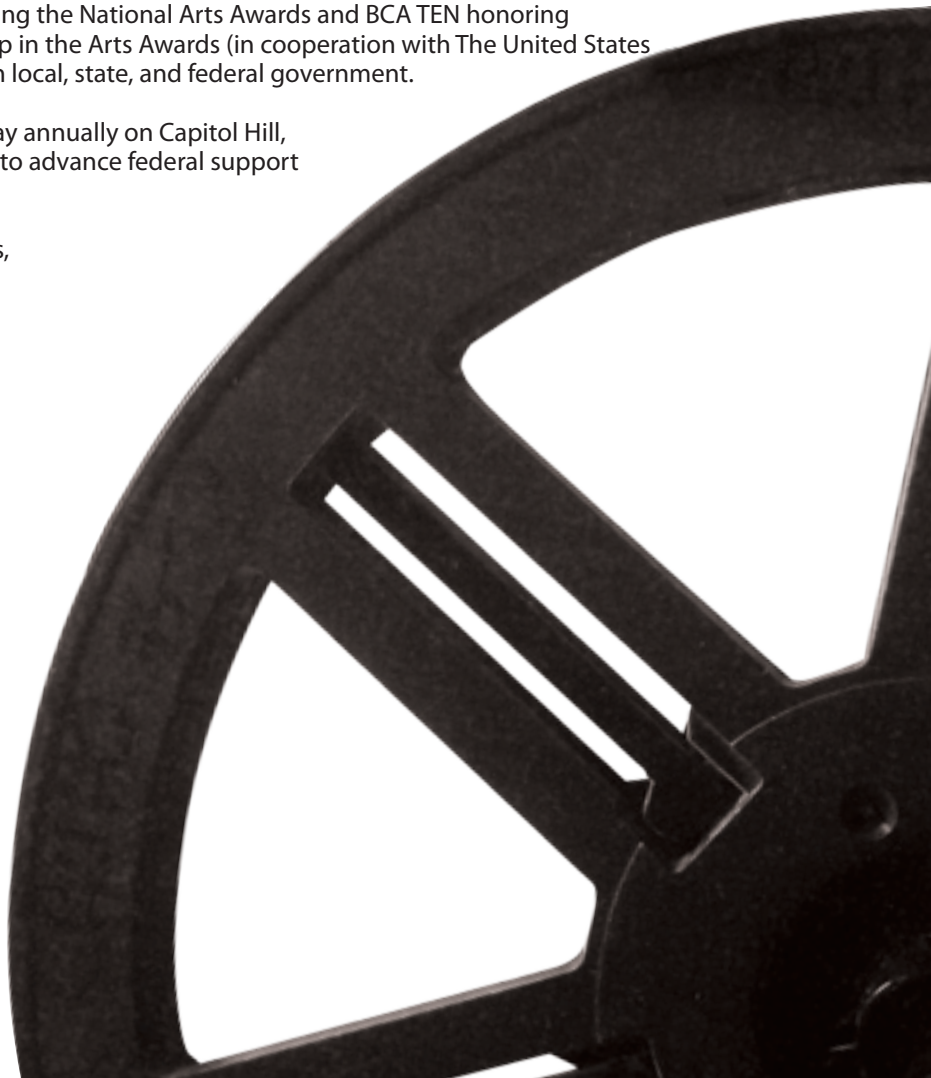 ng the National Arts Awards and BCA TEN honoring
p in the Arts Awards (in cooperation with The United States
n local, state, and federal government.
ay annually on Capitol Hill,
to advance federal support
s,